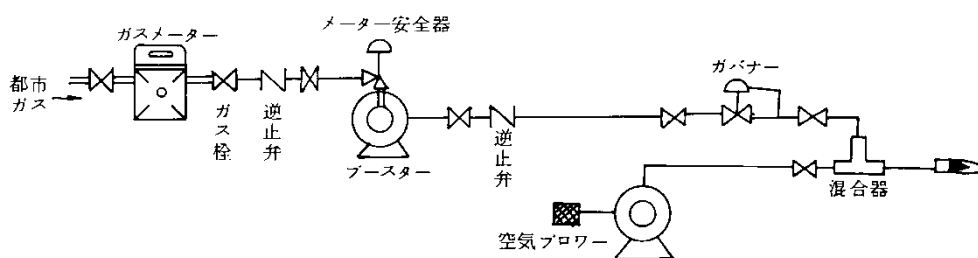 ガスメーター
メーター安全器
都市
ガス
ガス栓
逆止弁
ブースター
逆止弁
ガバナー
混合器
空気ブロワー